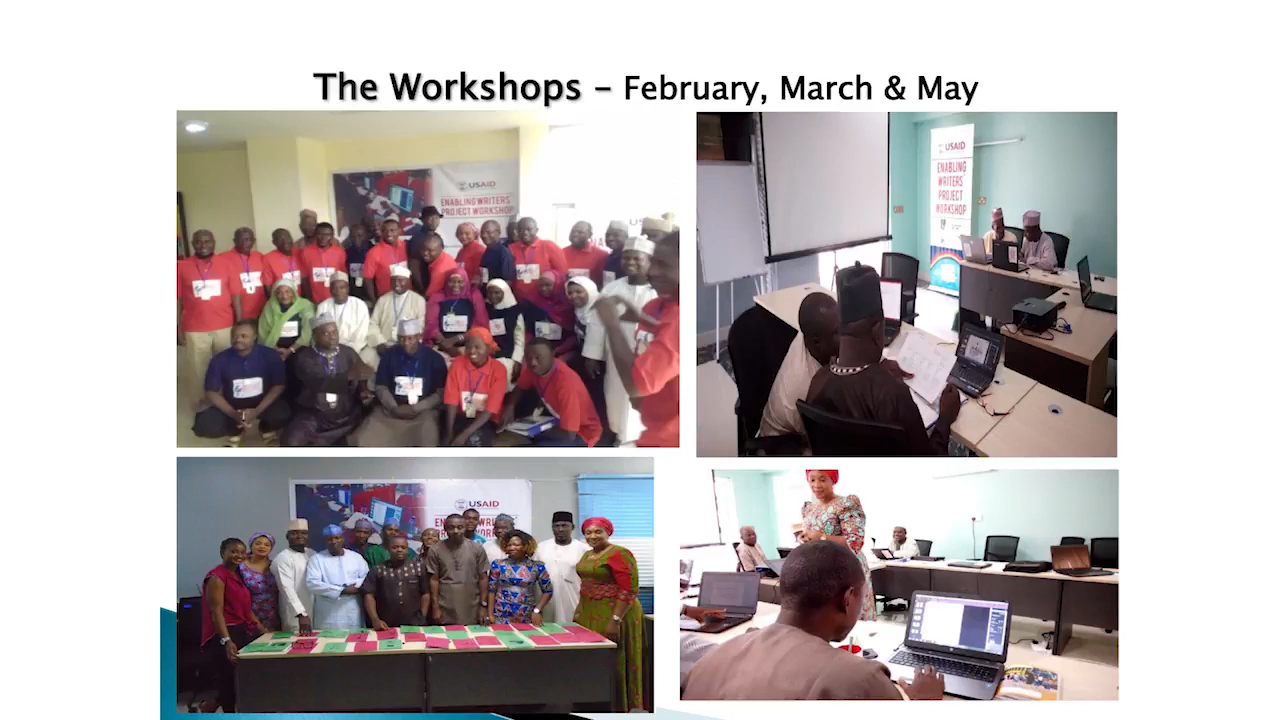 The Workshops – February, March & May
USAID
ENABLING WRITERS'
PROJECT WORKSHOP
USAID
ENABLING
WRITERS'
PROJECT
WORKSHOP
USAID